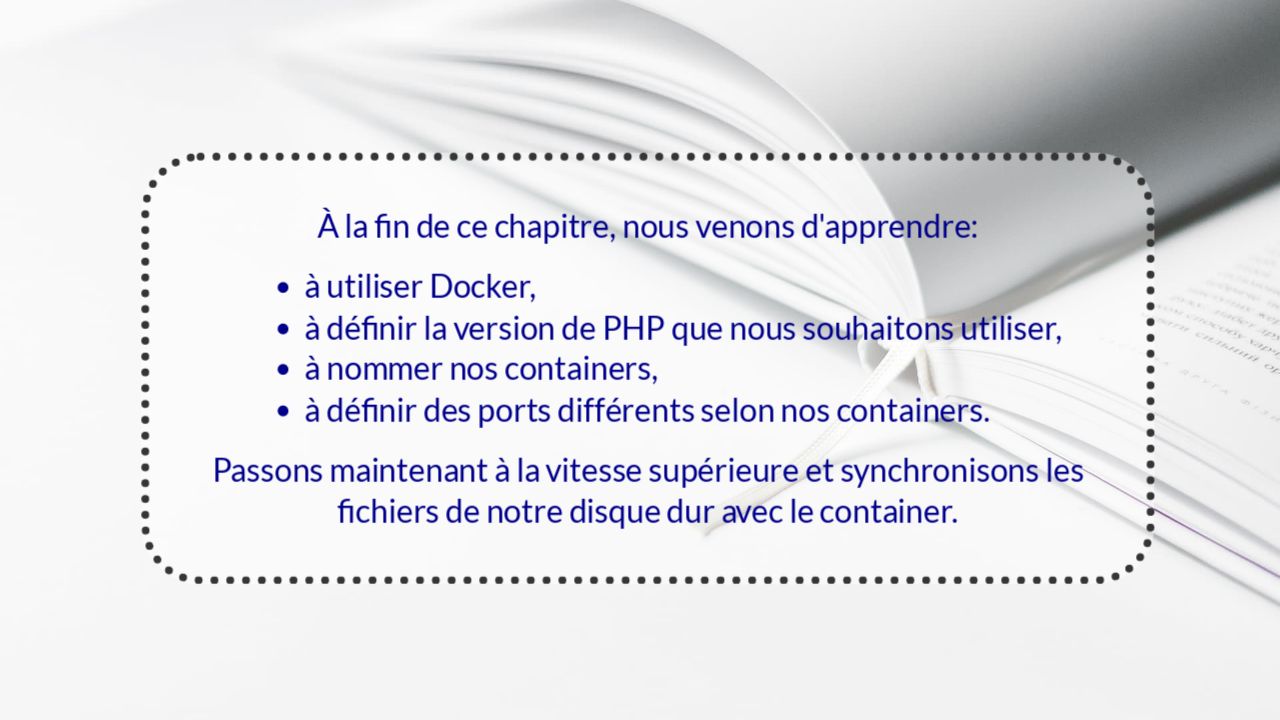 À la fin de ce chapitre, nous venons d'apprendre:
• à utiliser Docker,
• à définir la version de PHP que nous souhaitons utiliser,
• à nommer nos containers,
• à définir des ports différents selon nos containers.
Passons maintenant à la vitesse supérieure et synchronisons les
fichiers de notre disque dur avec le container.